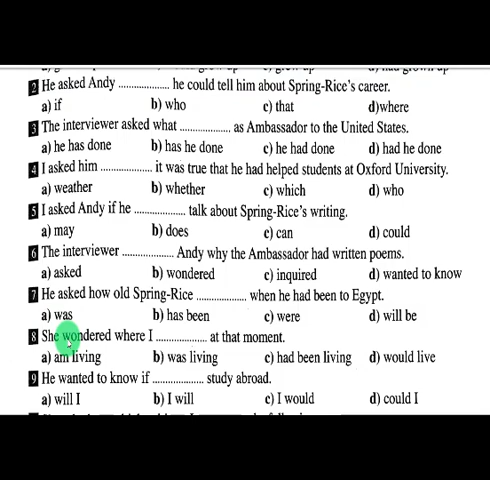 2 He asked Andy .................. he could tell him about Spring-Rice's career.
a) if b) who c) that d)where
3 The interviewer asked what .................. as Ambassador to the United States.
a) he has done b) has he done c) he had done d) had he done
4 I asked him .................. it was true that he had helped students at Oxford University.
a) weather b) whether c) which d) who
5 I asked Andy if he .................. talk about Spring-Rice's writing.
a) may b) does c) can d) could
6 The interviewer .................. Andy why the Ambassador had written poems.
a) asked b) wondered c) inquired d) wanted to know
7 He asked how old Spring-Rice .................. when he had been to Egypt.
a) was b) has been c) were d) will be
8 She wondered where I .................. at that moment.
a) am living b) was living c) had been living d) would live
9 He wanted to know if .................. study abroad.
a) will I b) I will c) I would d) could I